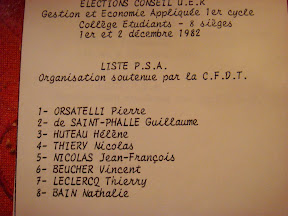 ELECTIONS CONSEIL U.E.R
Gestion et Economie Appliquée 1er cycle
Collège Etudiants - 8 sièges
1er et 2 décembre 1982
LISTE P.S.A.
Organisation soutenue par la C.F.D.T.
1- ORSATELLI Pierre
2- de SAINT-PHALLE Guillaume
3- HUTEAU Hélène
4- THIERY Nicolas
5- NICOLAS Jean-François
6- BEUCHER Vincent
7- LECLERCQ Thierry
8- BAIN Nathalie